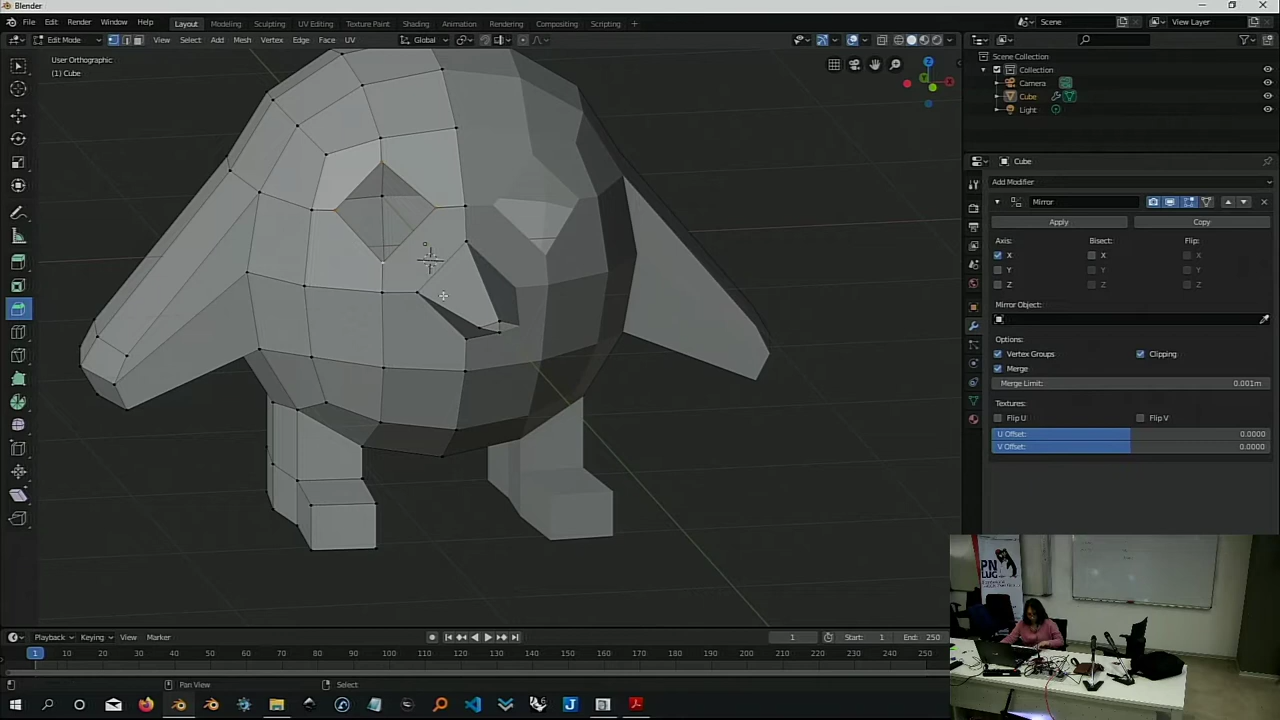 Blender
File Edit Render Window Help
Layout Modeling Sculpting UV Editing Texture Paint Shading Animation Rendering Compositing Scripting +
Scene View Layer
Edit Mode View Select Add Mesh Vertex Edge Face UV
Global
User Orthographic
(1) Cube
Z
X
Scene Collection
Collection
Camera
Cube
Light
Cube
Add Modifier
Mirror
Apply Copy
Axis: Bisect: Flip:
X X X
Y Y Y
Z Z Z
Mirror Object:
Options:
Vertex Groups Clipping
Merge
Merge Limit: 0.001m
Textures:
Flip U Flip V
U Offset: 0.0000
V Offset: 0.0000
PN
LUG
Playback Keying View Marker
1 Start: 1 End: 250
1 10 20 30 40 50 60 70 80 90 100 110 120 130 140 150 160 170 180 190 200 210 220 230 240 250
Pan View Select